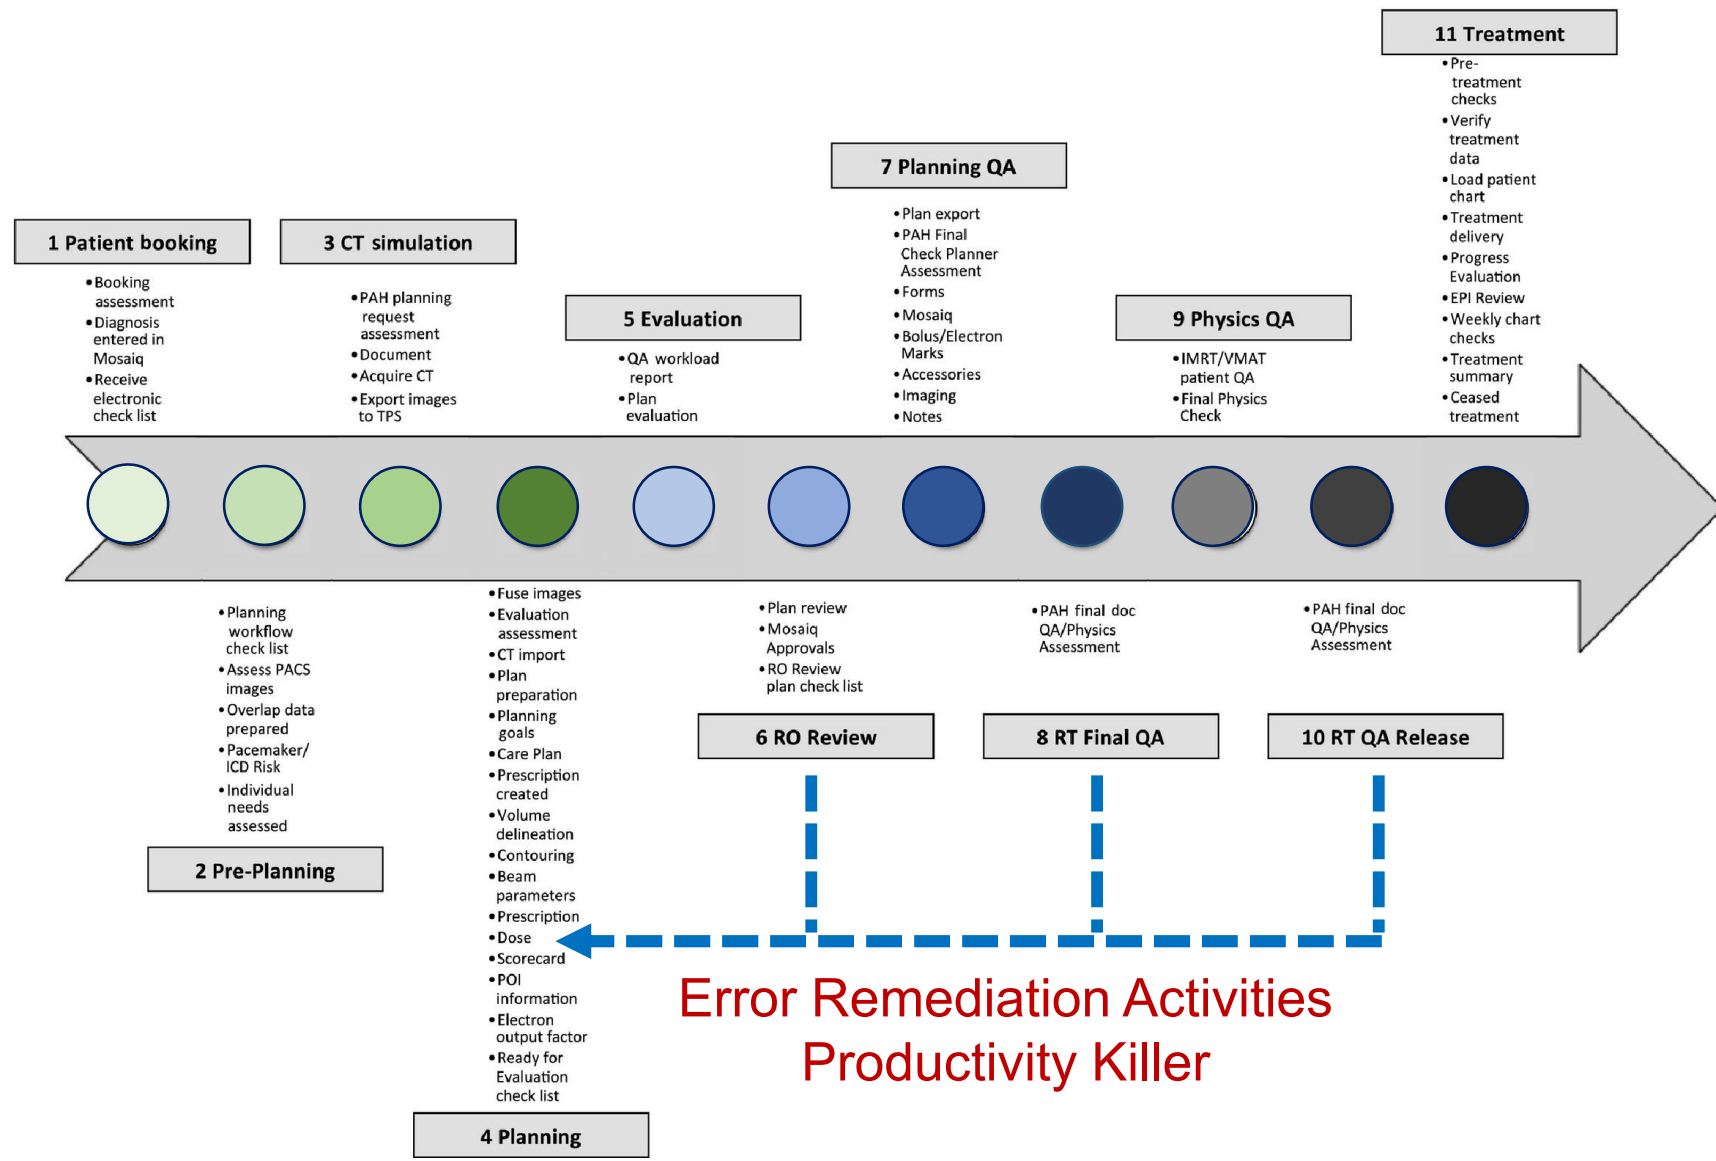 1 Patient booking
•Booking
assessment
•Diagnosis
entered in
Mosaiq
•Receive
electronic
check list
2 Pre-Planning
•Planning
workflow
check list
•Assess PACS
images
•Overlap data
prepared
•Pacemaker/
ICD Risk
•Individual
needs
assessed
3 CT simulation
•PAH planning
request
assessment
•Document
•Acquire CT
•Export images
to TPS
4 Planning
•Fuse images
•Evaluation
assessment
•CT import
•Plan
preparation
•Planning
goals
•Care Plan
•Prescription
created
•Volume
delineation
•Contouring
•Beam
parameters
•Prescription
•Dose
•Scorecard
•POI
information
•Electron
output factor
•Ready for
Evaluation
check list
5 Evaluation
•QA workload
report
•Plan
evaluation
6 RO Review
•Plan review
•Mosaiq
Approvals
•RO Review
plan check list
7 Planning QA
•Plan export
•PAH Final
Check Planner
Assessment
•Forms
•Mosaiq
•Bolus/Electron
Marks
•Accessories
•Imaging
•Notes
8 RT Final QA
•PAH final doc
QA/Physics
Assessment
9 Physics QA
•IMRT/VMAT
patient QA
•Final Physics
Check
10 RT QA Release
•PAH final doc
QA/Physics
Assessment
11 Treatment
•Pre-
treatment
checks
•Verify
treatment
data
•Load patient
chart
•Treatment
delivery
•Progress
Evaluation
•EPI Review
•Weekly chart
checks
•Treatment
summary
•Ceased
treatment
Error Remediation Activities
Productivity Killer